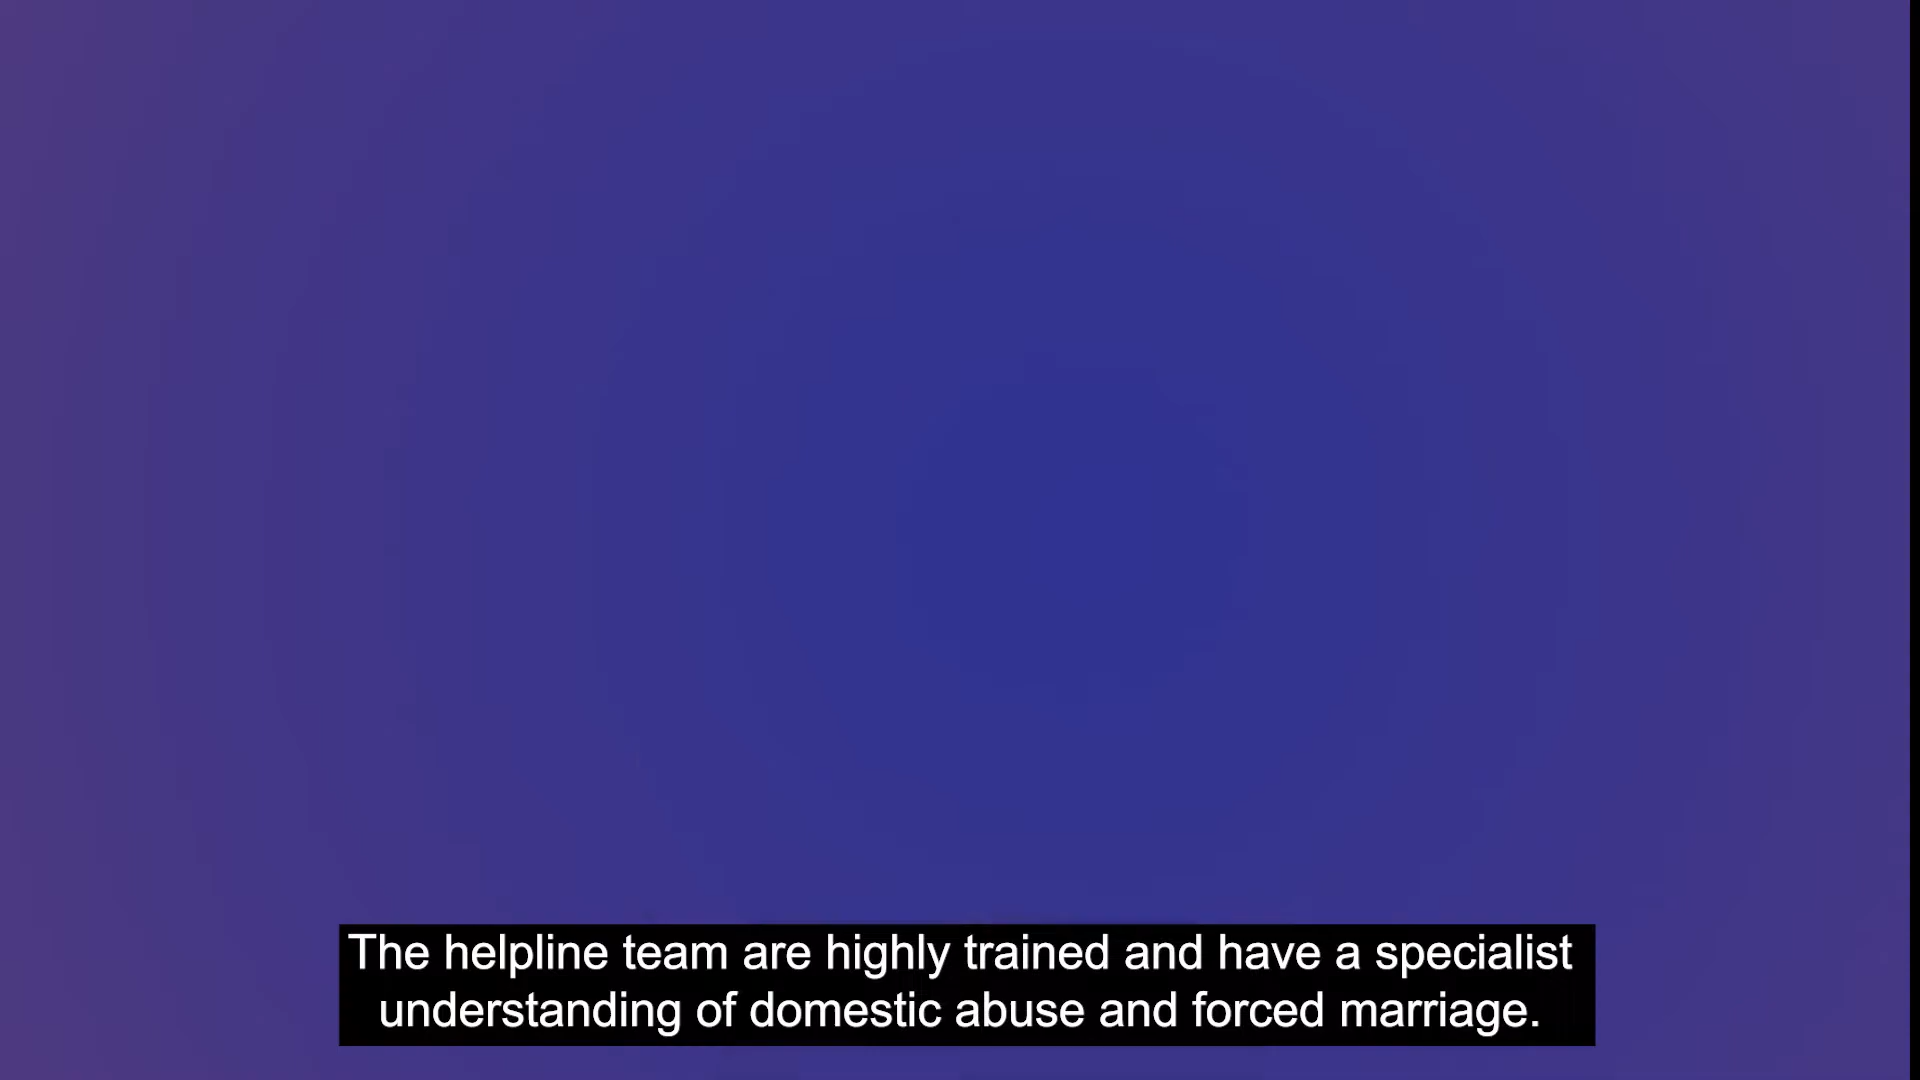 The helpline team are highly trained and have a specialist
understanding of domestic abuse and forced marriage.